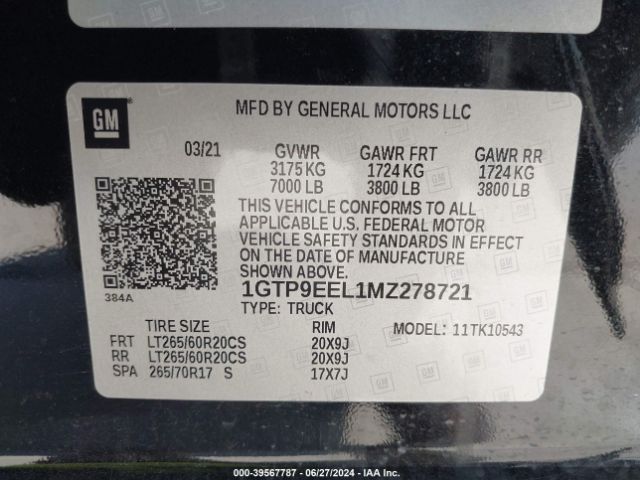 GM
MFD BY GENERAL MOTORS LLC
03/21 GVWR GAWR FRT GAWR RR
3175 KG 1724 KG 1724 KG
7000 LB 3800 LB 3800 LB
THIS VEHICLE CONFORMS TO ALL
APPLICABLE U.S. FEDERAL MOTOR
VEHICLE SAFETY STANDARDS IN EFFECT
ON THE DATE OF MANUFACTURE
SHOWN ABOVE.
384A
1GTP9EEL1MZ278721
TYPE: TRUCK MODEL: 11TK10543
TIRE SIZE RIM
FRT LT265/60R20CS 20X9J
RR LT265/60R20CS 20X9J
SPA 265/70R17 S 17X7J
000-39567787 - 06/27/2024 - IAA Inc.